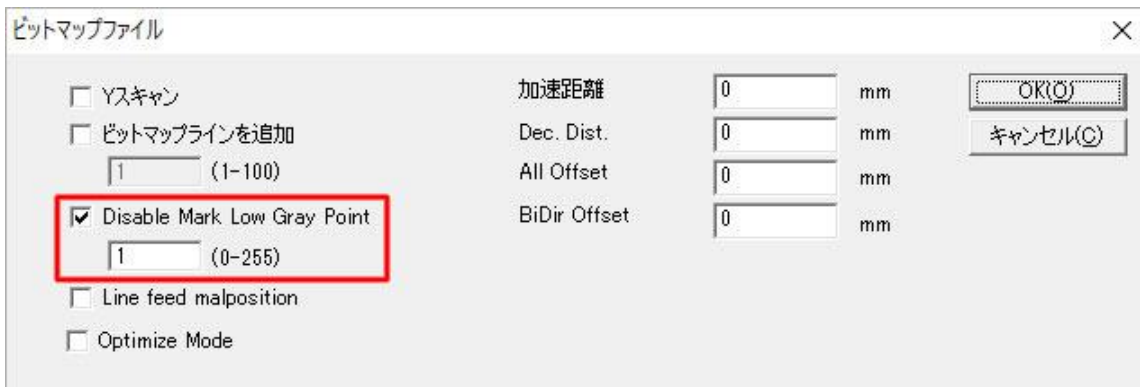 ビットマップファイル
Yスキャン
ビットマップラインを追加
1 (1-100)
Disable Mark Low Gray Point
1 (0-255)
Line feed malposition
Optimize Mode
加速距離 0 mm
Dec. Dist. 0 mm
All Offset 0 mm
BiDir Offset 0 mm
OK(O)
キャンセル(C)